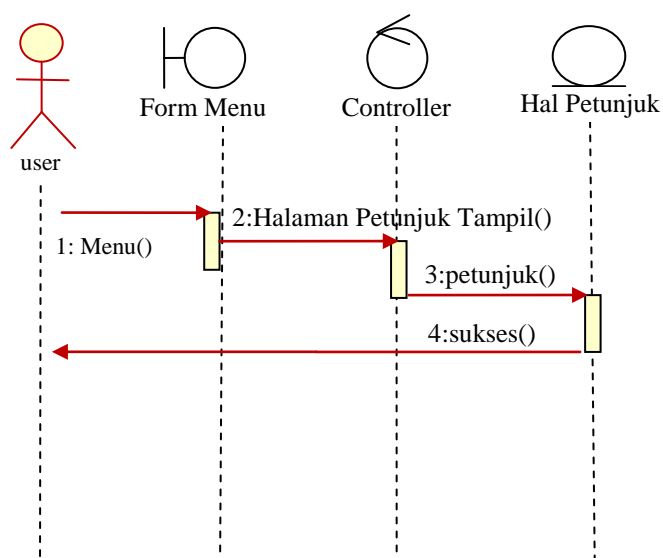 Form Menu
Controller
Hal Petunjuk
user
2:Halaman Petunjuk Tampil()
1: Menu()
3:petunjuk()
4:sukses()